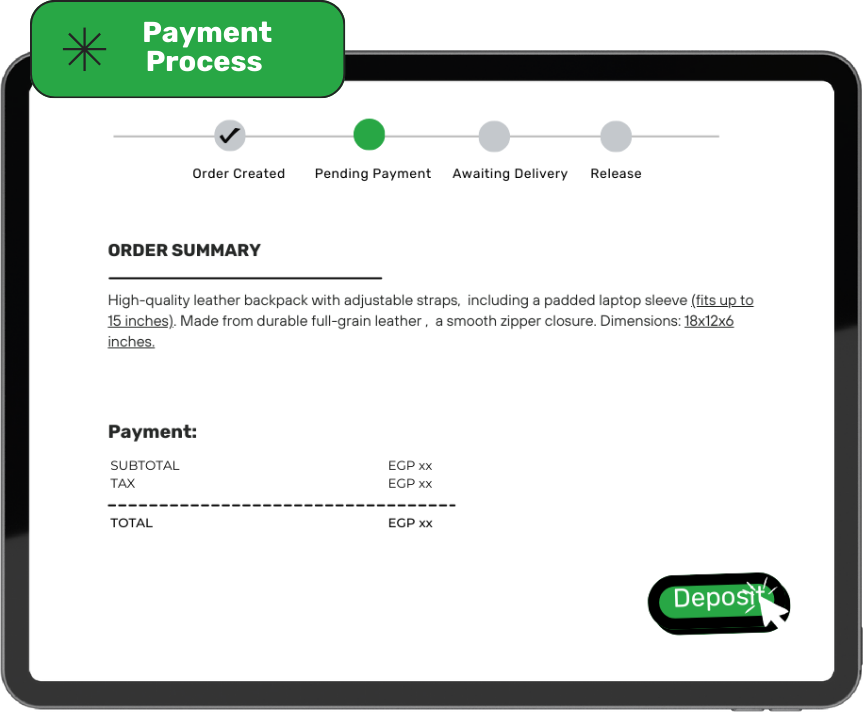 Payment
Process
Order Created
Pending Payment
Awaiting Delivery
Release
ORDER SUMMARY
High-quality leather backpack with adjustable straps,  including a padded laptop sleeve (fits up to
15 inches). Made from durable full-grain leather ,  a smooth zipper closure. Dimensions: 18x12x6
inches.
Payment:
SUBTOTAL EGP xx
TAX EGP xx
TOTAL EGP xx
Deposit